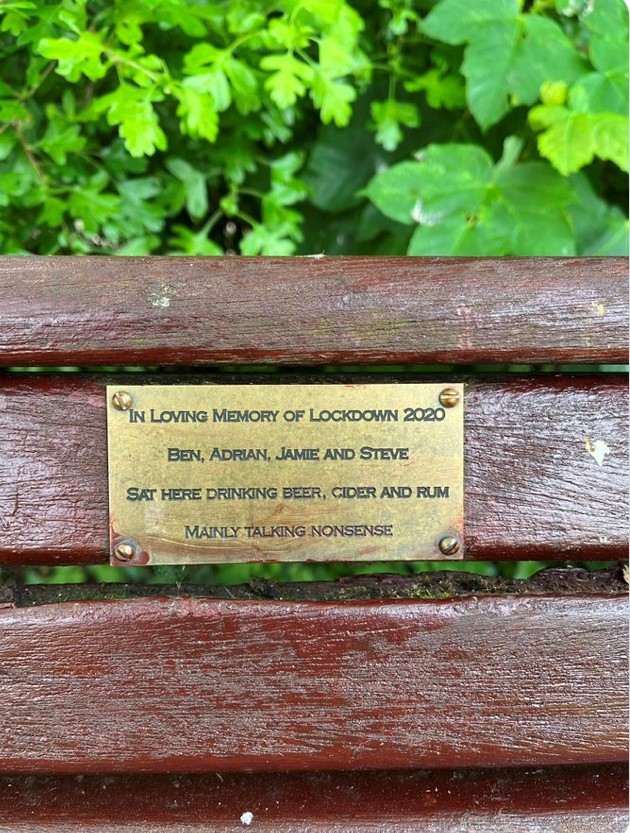 In Loving Memory of Lockdown 2020
Ben, Adrian, Jamie and Steve
Sat here drinking beer, cider and rum
Mainly talking nonsense